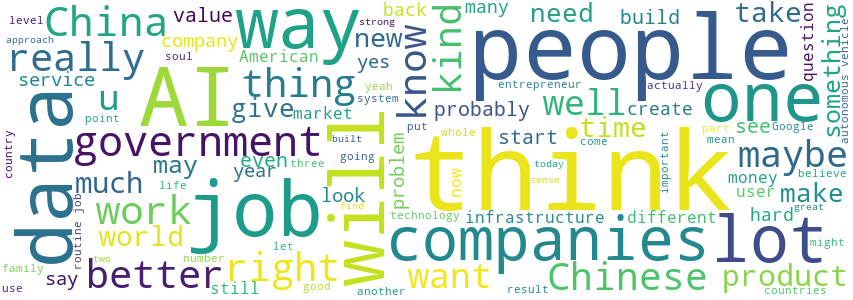 level
China
value
way
back
strong
many
need
take
question
approach
soul
company
new
kind
build
people
something
really
American
yes
know
entrepreneur
actually
autonomous vehicle
service
AI
thing
yeah
well
one
data
u
give
market
system
probably
create
point
government
even
built
put
whole
start
time
see
Google
country
may
year
going
will
problem
think
come
part
mean
maybe
much
life
three
look
now
today
important
money
believe
routine job
work
job
find
technology
sense
infrastructure
different
user
make
hard
great
world
let
companies
lot
might
family
say
two
better
number
right
want
Chinese
product
use
still
good
another
result
countries